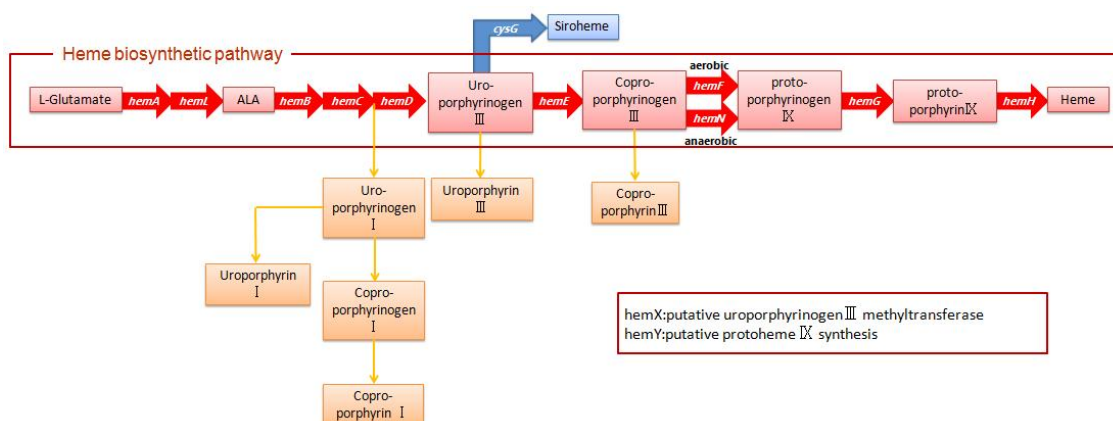 cysG
Siroheme
Heme biosynthetic pathway
L-Glutamate
hemA
hemL
ALA
hemB
hemC
hemD
Uro-
porphyrinogen
Ⅲ
hemE
Copro-
porphyrinogen
Ⅲ
aerobic
hemF
hemN
anaerobic
proto-
porphyrinogen
Ⅸ
hemG
proto-
porphyrinⅨ
hemH
Heme
Uro-
porphyrinogen
Ⅰ
Uroporphyrin
Ⅲ
Copro-
porphyrinⅢ
Uroporphyrin
Ⅰ
Copro-
porphyrinogen
Ⅰ
Copro-
porphyrin Ⅰ
hemX:putative uroporphyrinogen Ⅲ methyltransferase
hemY:putative protoheme Ⅸ synthesis